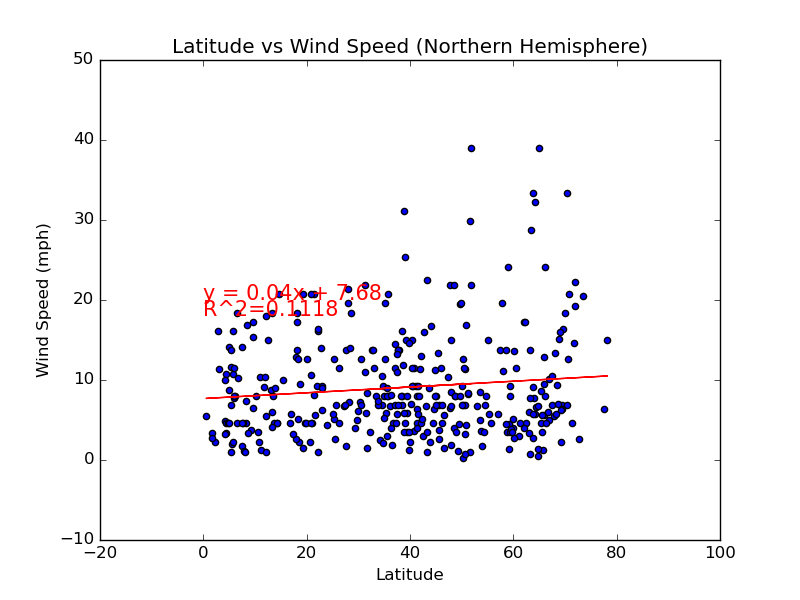 Latitude vs Wind Speed (Northern Hemisphere)
50
40
30
20
10
0
−10
Wind Speed (mph)
y = 0.04x + 7.68
R^2=0.1118
−20
0
20
40
60
80
100
Latitude